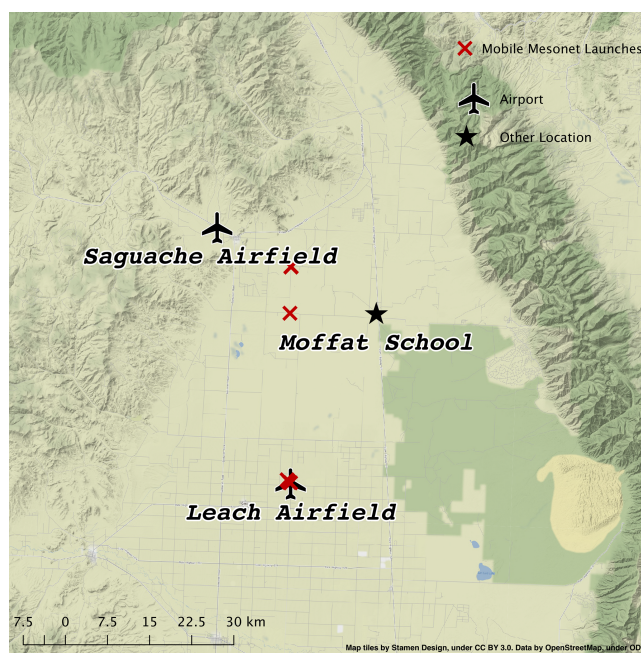 Mobile Mesonet Launches
Airport
Other Location
Saguache Airfield
Moffat School
Leach Airfield
7.5 0 7.5 15 22.5 30 km
Map tiles by Stamen Design, under CC BY 3.0. Data by OpenStreetMap, under OD